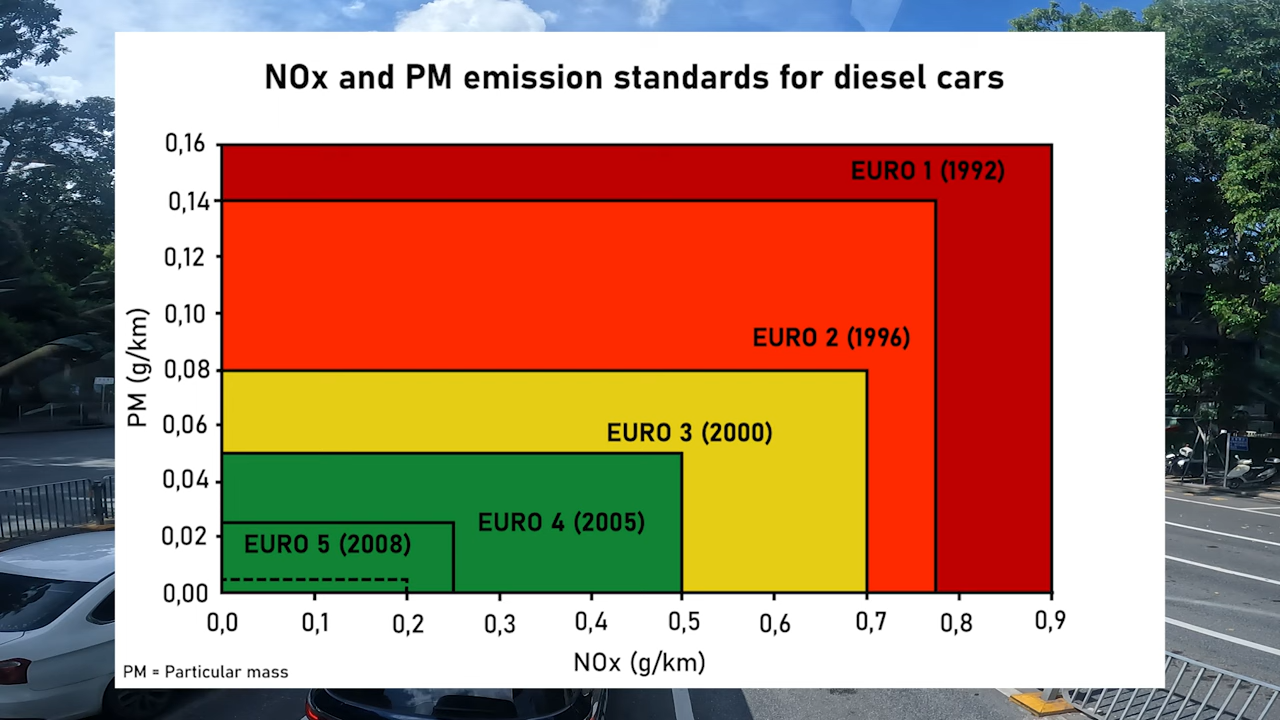 NOx and PM emission standards for diesel cars
0,16
EURO 1 (1992)
0,14
0,12
0,10
EURO 2 (1996)
0,08
PM (g/km)
0,06
EURO 3 (2000)
0,04
EURO 4 (2005)
0,02
EURO 5 (2008)
0,00
0,0 0,1 0,2 0,3 0,4 0,5 0,6 0,7 0,8 0,9
NOx (g/km)
PM = Particular mass